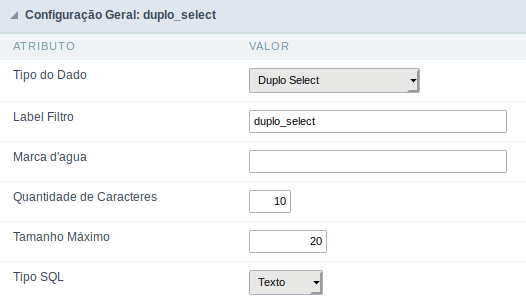 Configuração Geral: duplo_select
ATRIBUTO VALOR
Tipo do Dado Duplo Select
Label Filtro duplo_select
Marca d'agua
Quantidade de Caracteres 10
Tamanho Máximo 20
Tipo SQL Texto